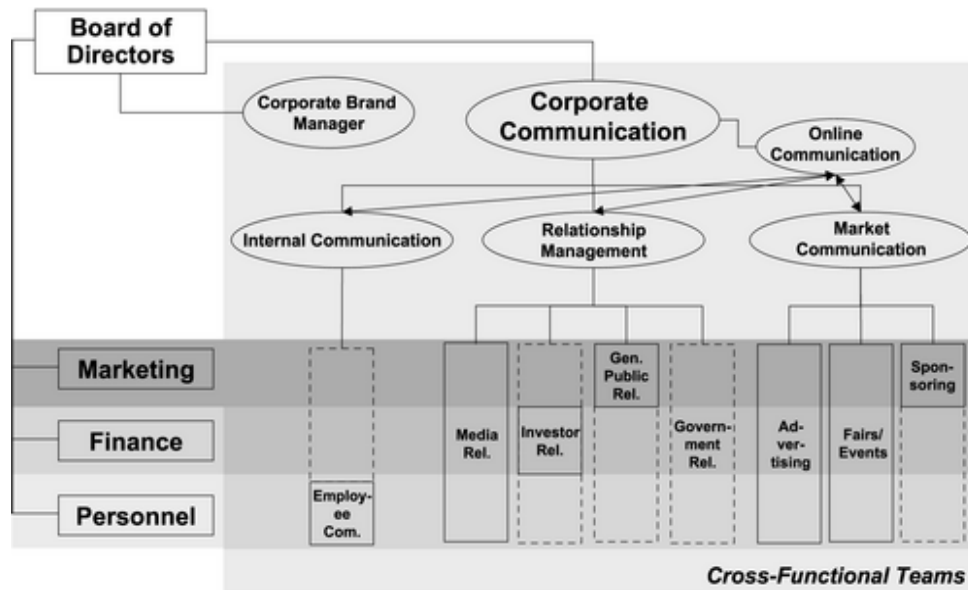 Board of
Directors
Corporate Brand
Manager
Corporate
Communication
Online
Communication
Internal Communication
Relationship
Management
Market
Communication
Marketing
Finance
Personnel
Employ-
ee
Com.
Media
Rel.
Investor
Rel.
Gen.
Public
Rel.
Govern-
ment
Rel.
Ad-
ver-
tising
Fairs/
Events
Spon-
soring
Cross-Functional Teams